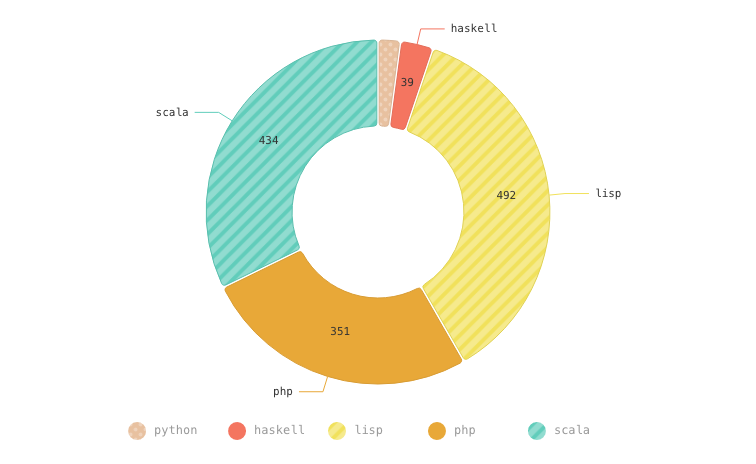 haskell
39
scala
434
492
lisp
351
php
python haskell lisp php scala